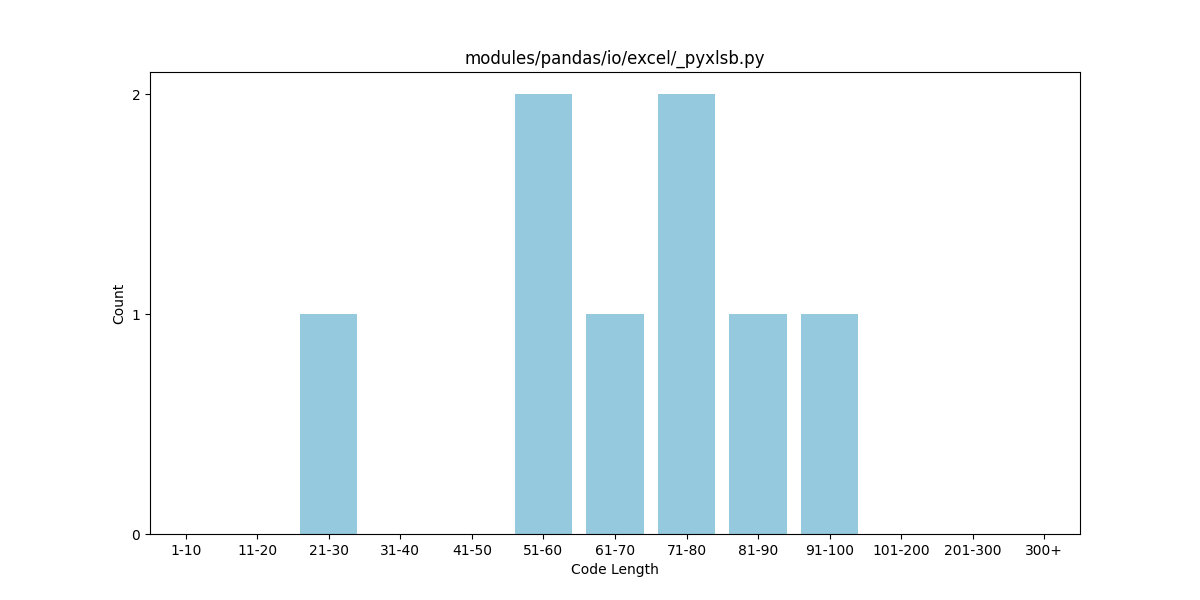 modules/pandas/io/excel/_pyxlsb.py
2
1
0
Count
1-10 11-20 21-30 31-40 41-50 51-60 61-70 71-80 81-90 91-100 101-200 201-300 300+
Code Length